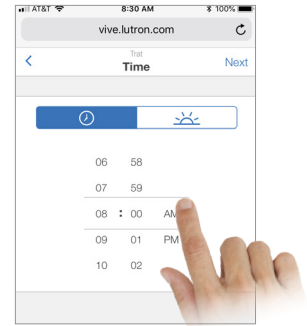 AT&T 8:30 AM 100%
vive.lutron.com
Trat
Time
Next
06 58
07 59
08 : 00 AM
09 01 PM
10 02